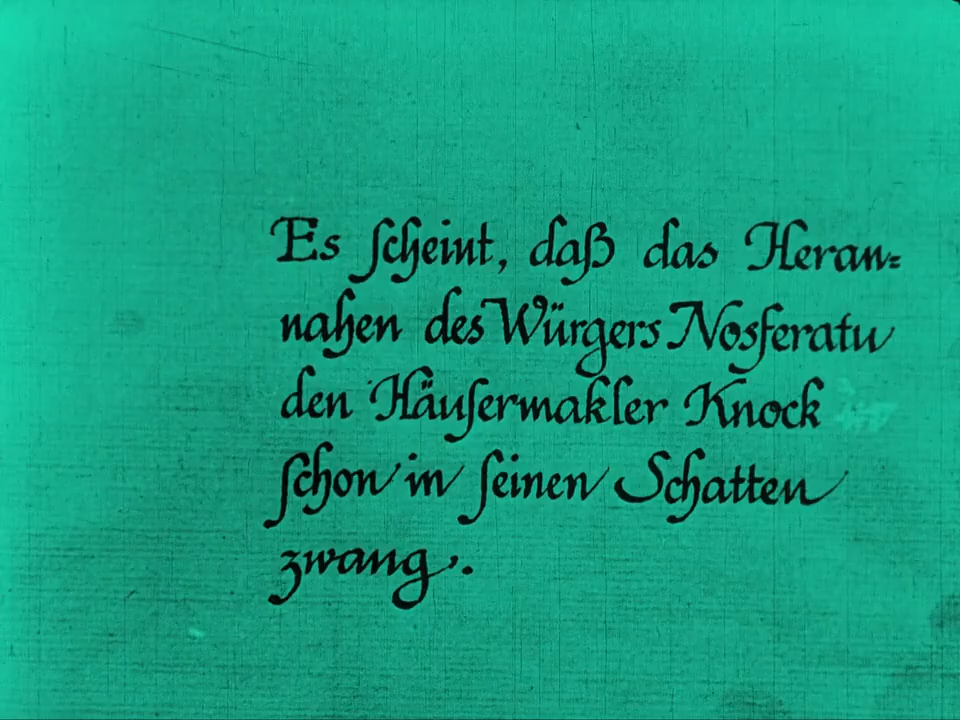 Es scheint, daß das Heran=
nahen des Würgers Nosferatu
den Häusermakler Knock
schon in seinen Schatten
zwang.